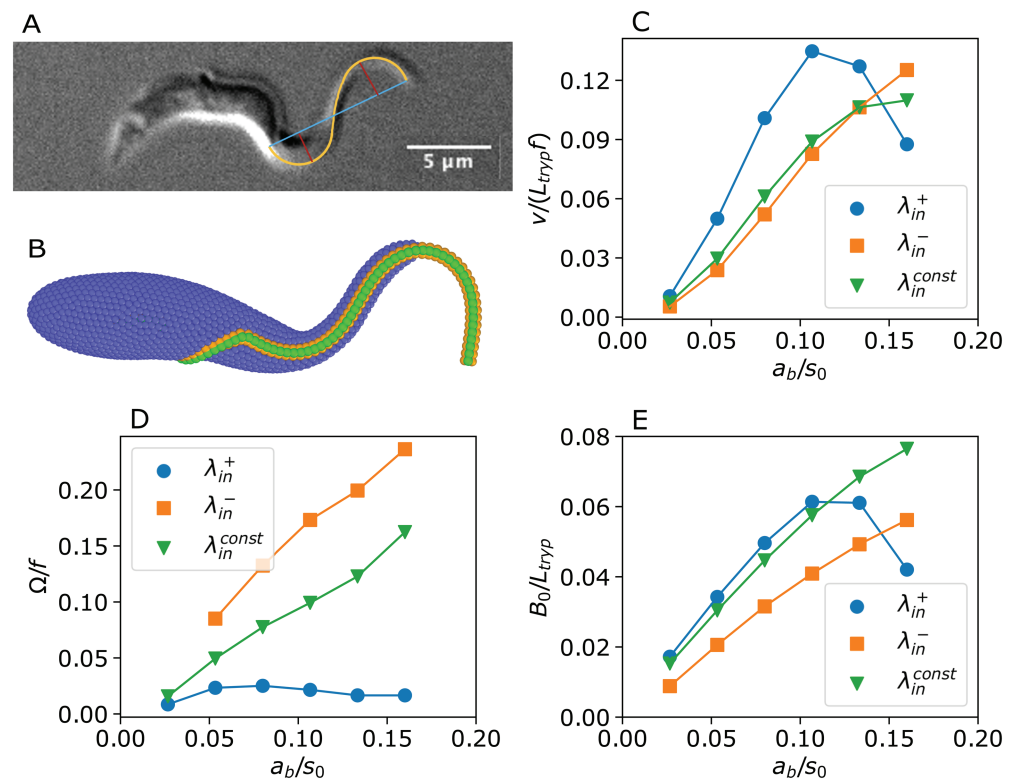 A
5 μm
B
C
v/(L_tryp f)
0.12
0.09
0.06
0.03
0.00
λ_in^+
λ_in^−
λ_in^const
0.00 0.05 0.10 0.15 0.20
a_b/s_0
D
Ω/f
0.20
0.15
0.10
0.05
0.00
λ_in^+
λ_in^−
λ_in^const
0.00 0.05 0.10 0.15 0.20
a_b/s_0
E
B_0/L_tryp
0.08
0.06
0.04
0.02
0.00
λ_in^+
λ_in^−
λ_in^const
0.00 0.05 0.10 0.15 0.20
a_b/s_0